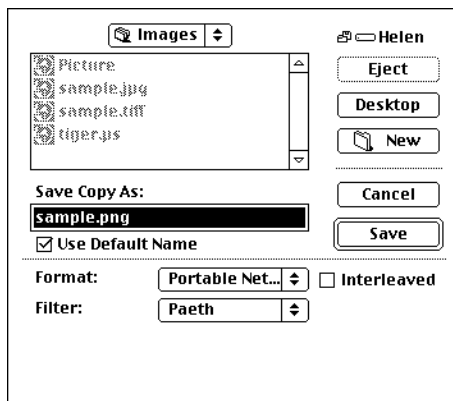 Images
Helen
Picture
sample.jpg
sample.tiff
tiger.ps
Eject
Desktop
New
Save Copy As:
sample.png
Use Default Name
Cancel
Save
Format:
Portable Net...
Interleaved
Filter:
Paeth